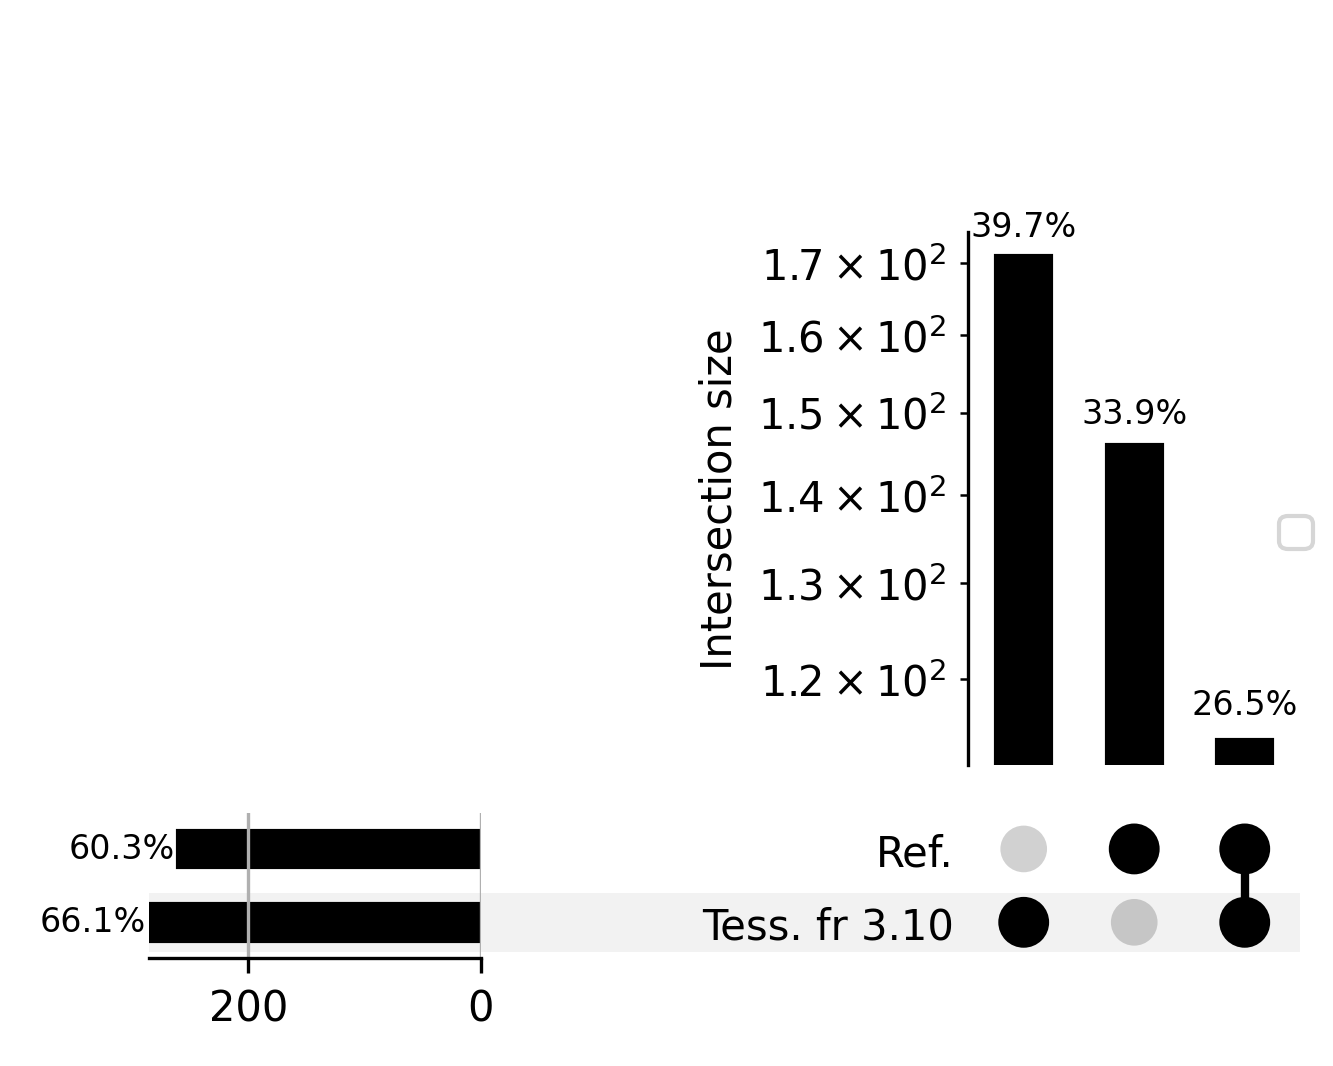 39.7%
1.7 × 10²
1.6 × 10²
1.5 × 10²
33.9%
1.4 × 10²
1.3 × 10²
1.2 × 10²
26.5%
Intersection size
60.3%
Ref.
66.1%
Tess. fr 3.10
200 0